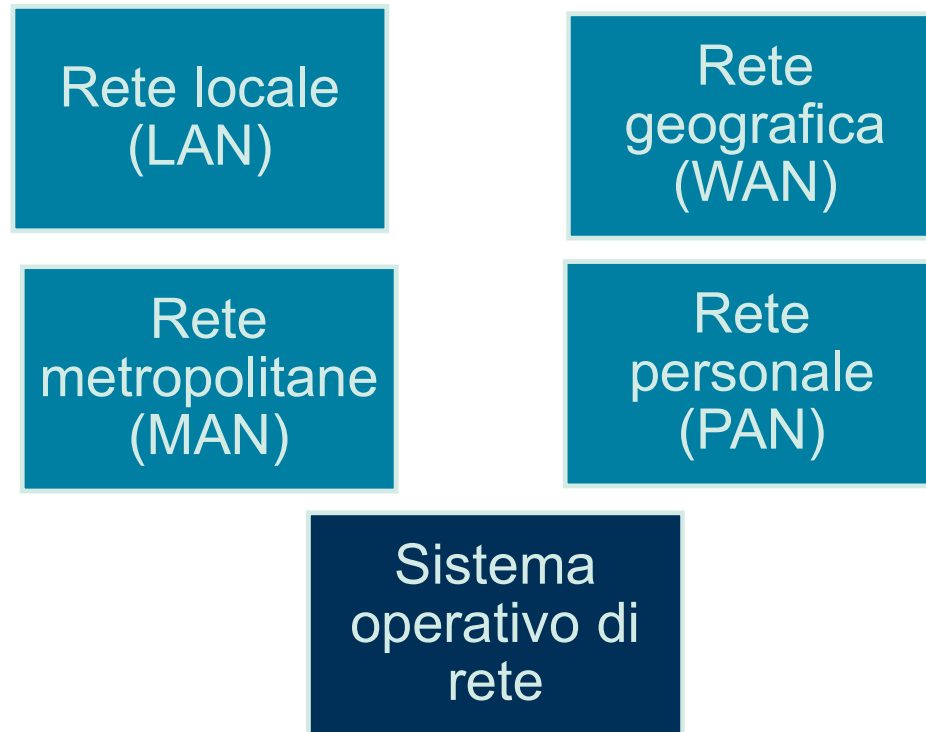 Rete locale
(LAN)
Rete
geografica
(WAN)
Rete
metropolitane
(MAN)
Rete
personale
(PAN)
Sistema
operativo di
rete